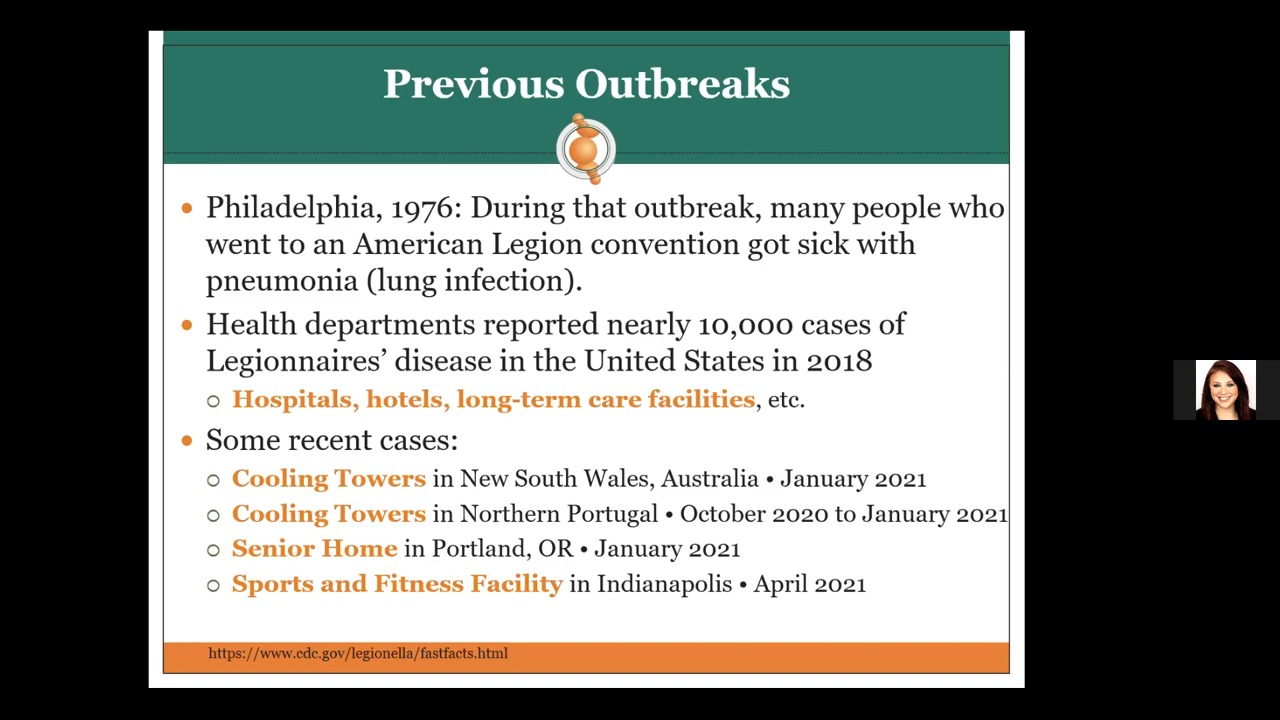 Previous Outbreaks
• Philadelphia, 1976: During that outbreak, many people who
went to an American Legion convention got sick with
pneumonia (lung infection).
• Health departments reported nearly 10,000 cases of
Legionnaires’ disease in the United States in 2018
○ Hospitals, hotels, long-term care facilities, etc.
• Some recent cases:
○ Cooling Towers in New South Wales, Australia • January 2021
○ Cooling Towers in Northern Portugal • October 2020 to January 2021
○ Senior Home in Portland, OR • January 2021
○ Sports and Fitness Facility in Indianapolis • April 2021
https://www.cdc.gov/legionella/fastfacts.html